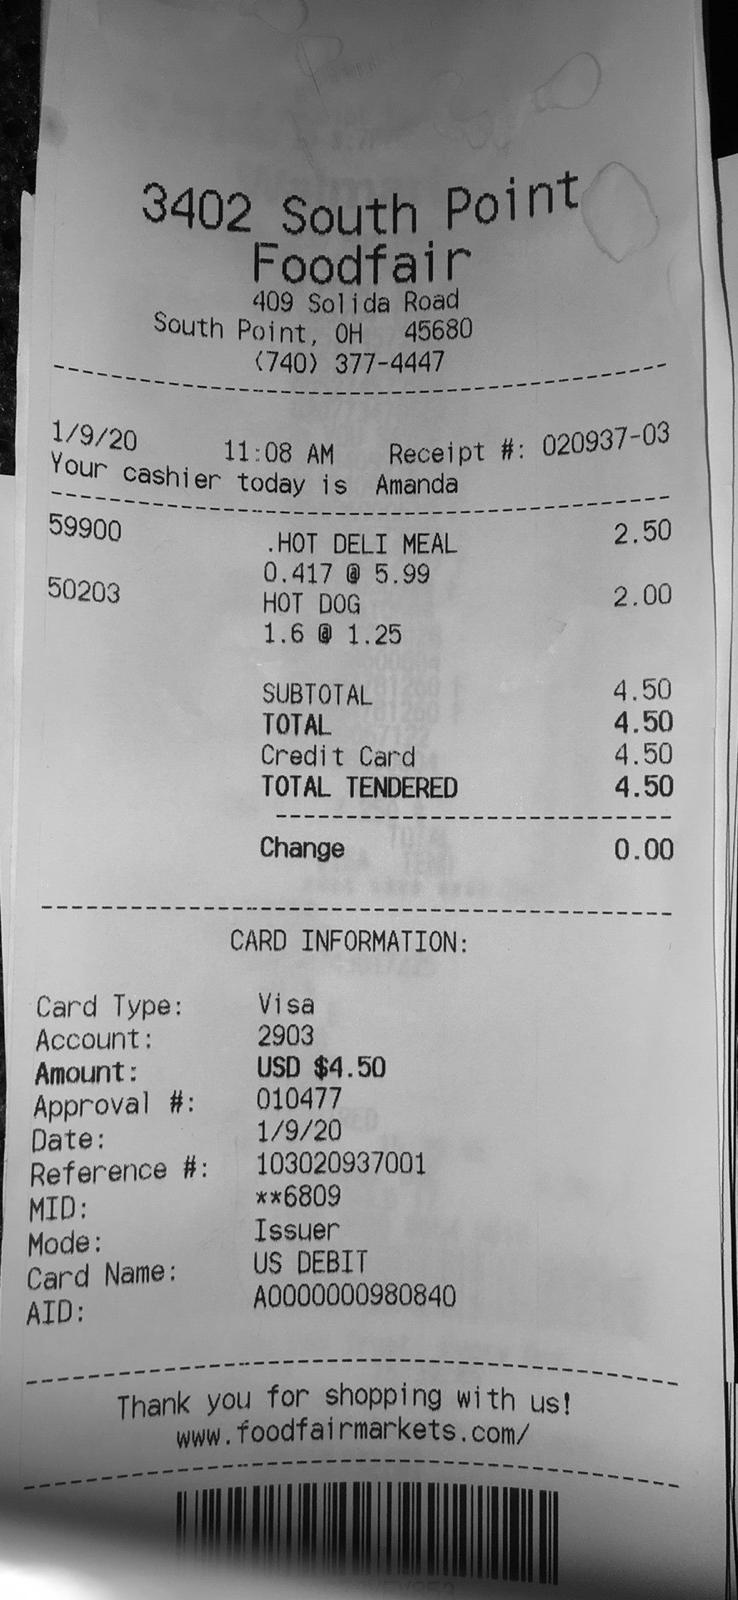 3402 South Point
Foodfair
409 Solida Road
South Point, OH 45680
(740) 377-4447
1/9/20 11:08 AM Receipt #: 020937-03
Your cashier today is Amanda
59900 .HOT DELI MEAL 2.50
0.417 @ 5.99
50203 HOT DOG 2.00
1.6 @ 1.25
SUBTOTAL 4.50
TOTAL 4.50
Credit Card 4.50
TOTAL TENDERED 4.50
Change 0.00
CARD INFORMATION:
Card Type: Visa
Account: 2903
Amount: USD $4.50
Approval #: 010477
Date: 1/9/20
Reference #: 103020937001
MID: **6809
Mode: Issuer
Card Name: US DEBIT
AID: A0000000980840
Thank you for shopping with us!
www.foodfairmarkets.com/